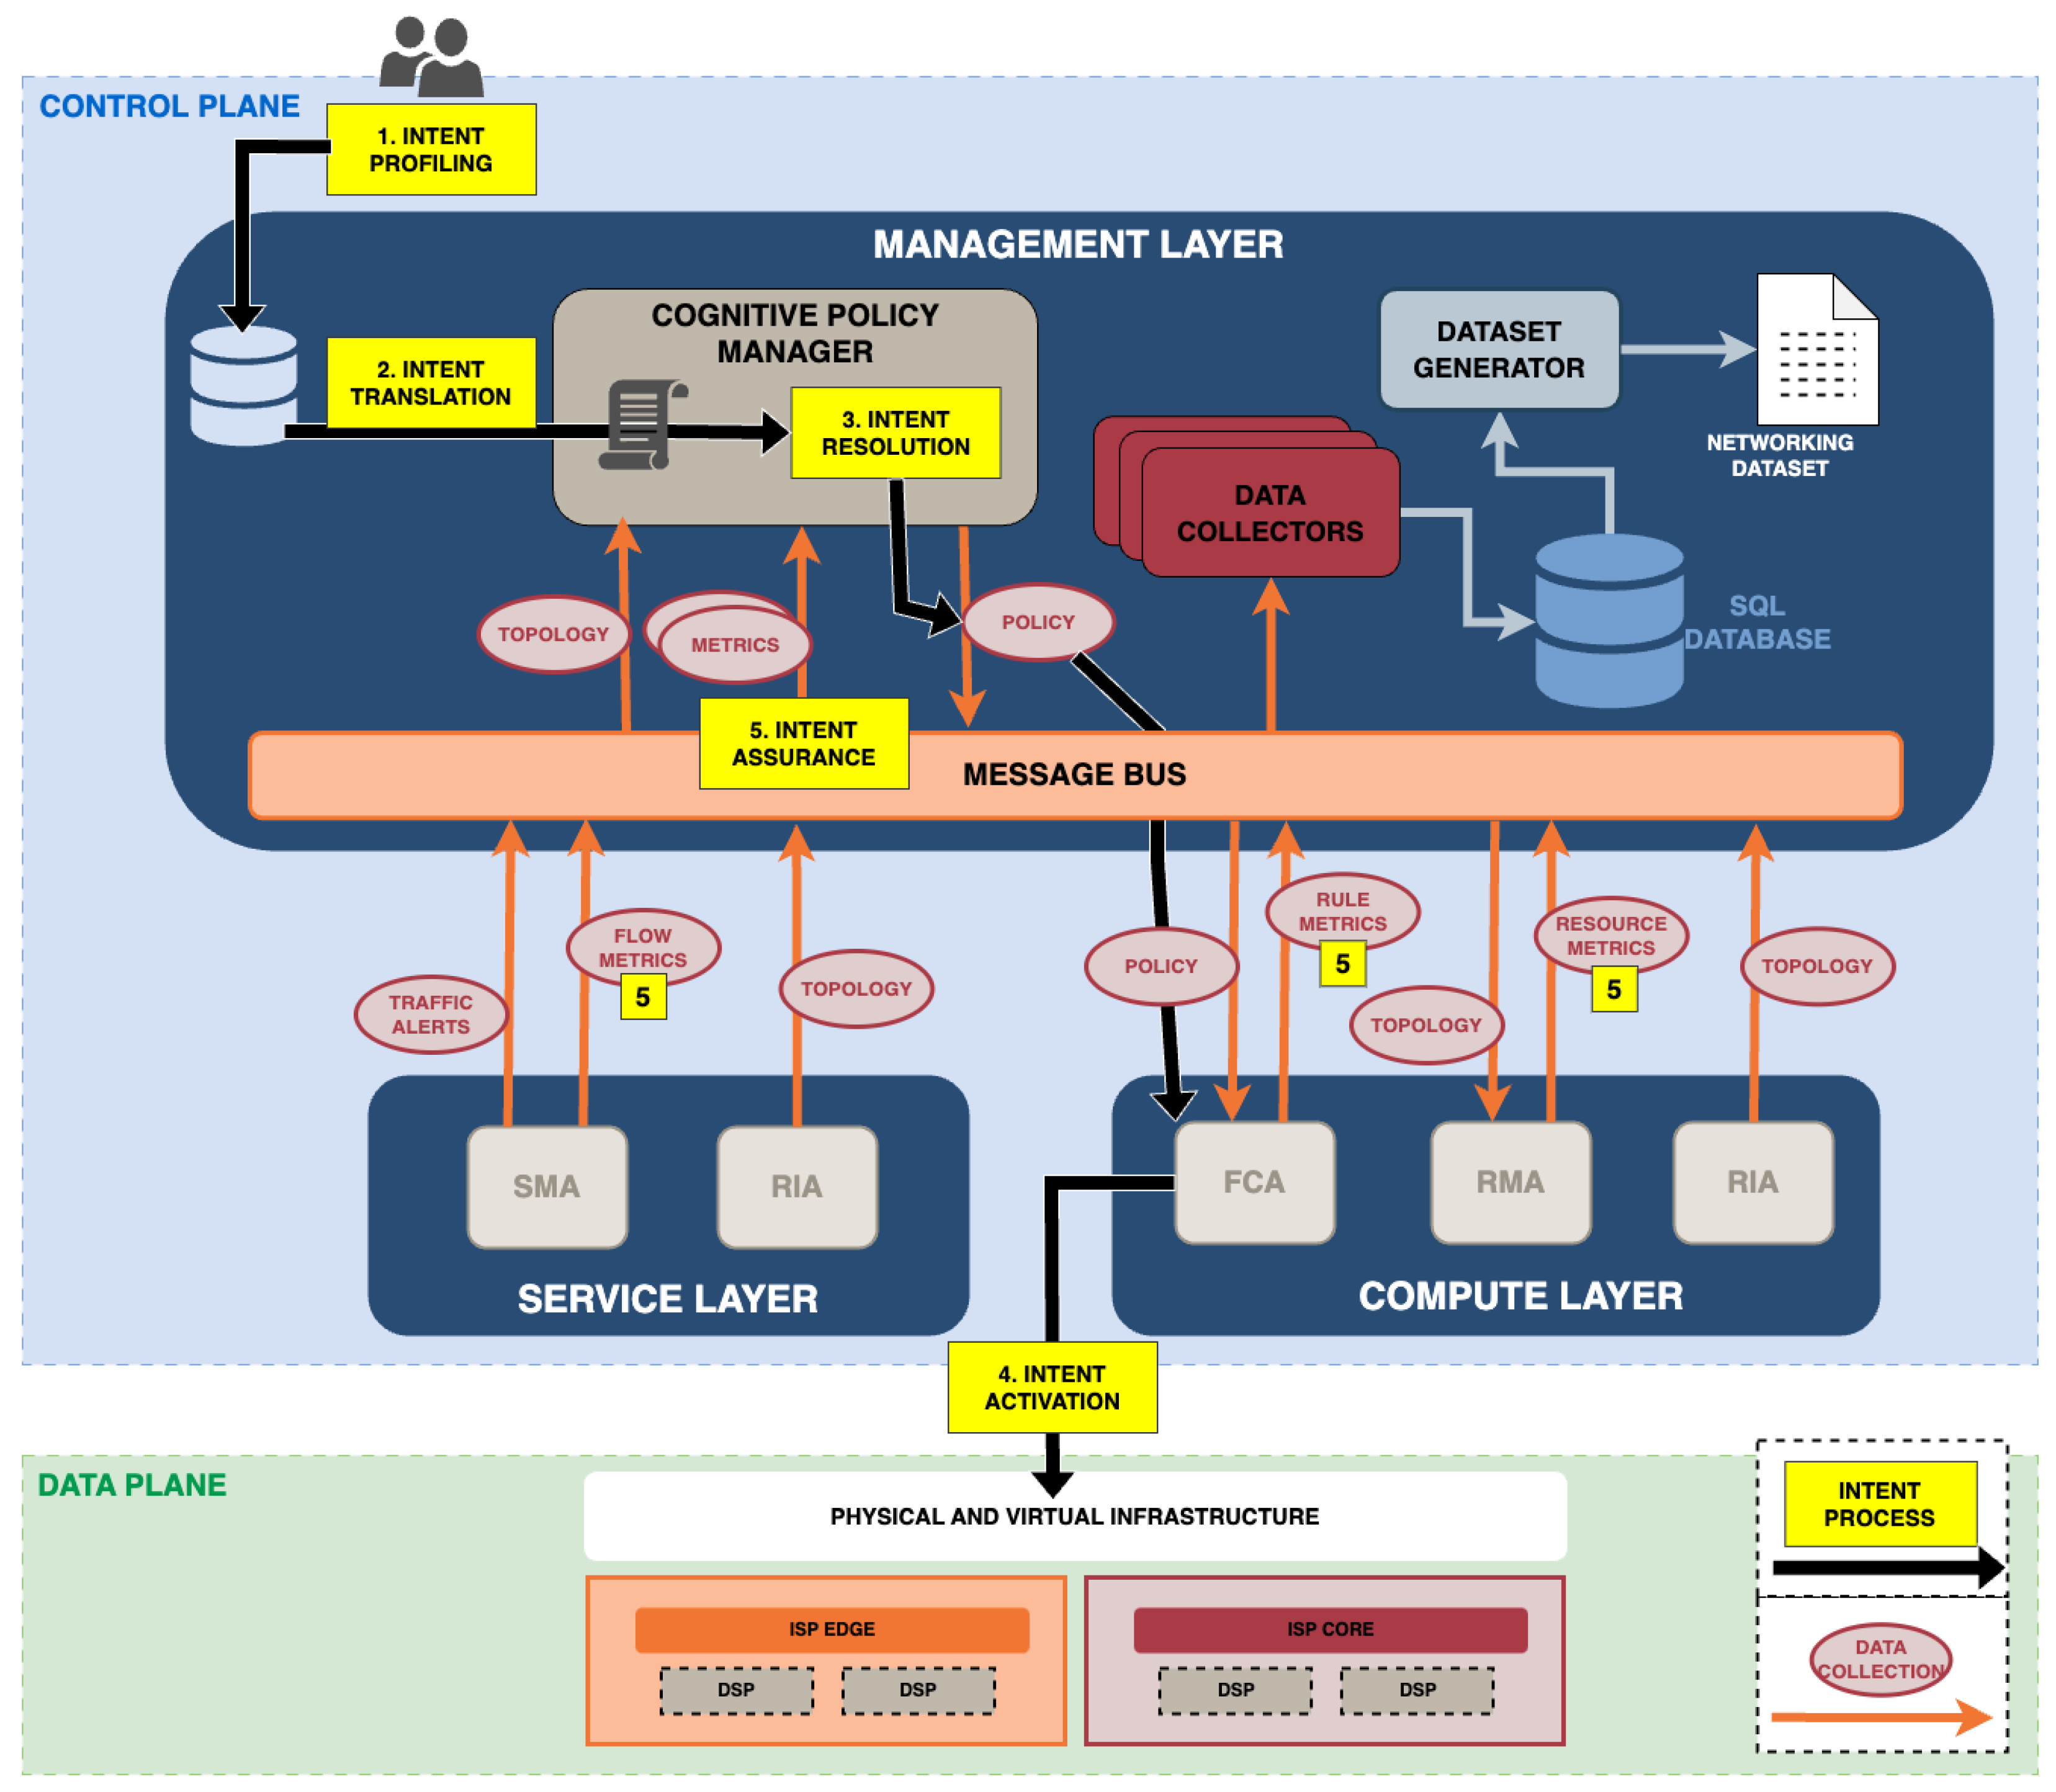 CONTROL PLANE
1. INTENT
PROFILING
MANAGEMENT LAYER
COGNITIVE POLICY
MANAGER
2. INTENT
TRANSLATION
3. INTENT
RESOLUTION
DATASET
GENERATOR
NETWORKING
DATASET
DATA
COLLECTORS
SQL
DATABASE
TOPOLOGY
METRICS
POLICY
5. INTENT
ASSURANCE
MESSAGE BUS
TRAFFIC
ALERTS
FLOW
METRICS
5
TOPOLOGY
POLICY
RULE
METRICS
5
TOPOLOGY
RESOURCE
METRICS
5
TOPOLOGY
SMA
RIA
SERVICE LAYER
FCA
RMA
RIA
COMPUTE LAYER
4. INTENT
ACTIVATION
DATA PLANE
PHYSICAL AND VIRTUAL INFRASTRUCTURE
ISP EDGE
DSP
DSP
ISP CORE
DSP
DSP
INTENT
PROCESS
DATA
COLLECTION